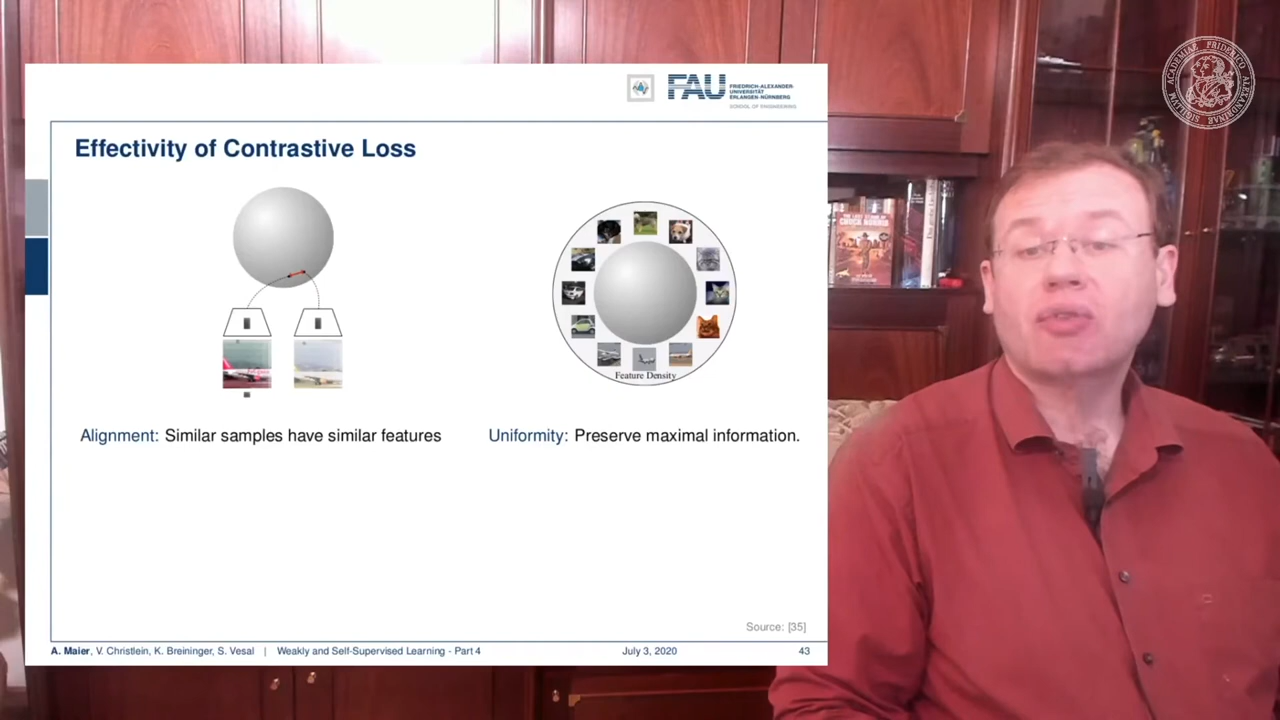 FAU
FRIEDRICH-ALEXANDER-
UNIVERSITÄT
ERLANGEN-NÜRNBERG
SCHOOL OF ENGINEERING
Effectivity of Contrastive Loss
Feature Density
Alignment: Similar samples have similar features
Uniformity: Preserve maximal information.
Source: [35]
A. Maier, V. Christlein, K. Breininger, S. Vesal | Weakly and Self-Supervised Learning - Part 4
July 3, 2020
43
CHUCK NORRIS